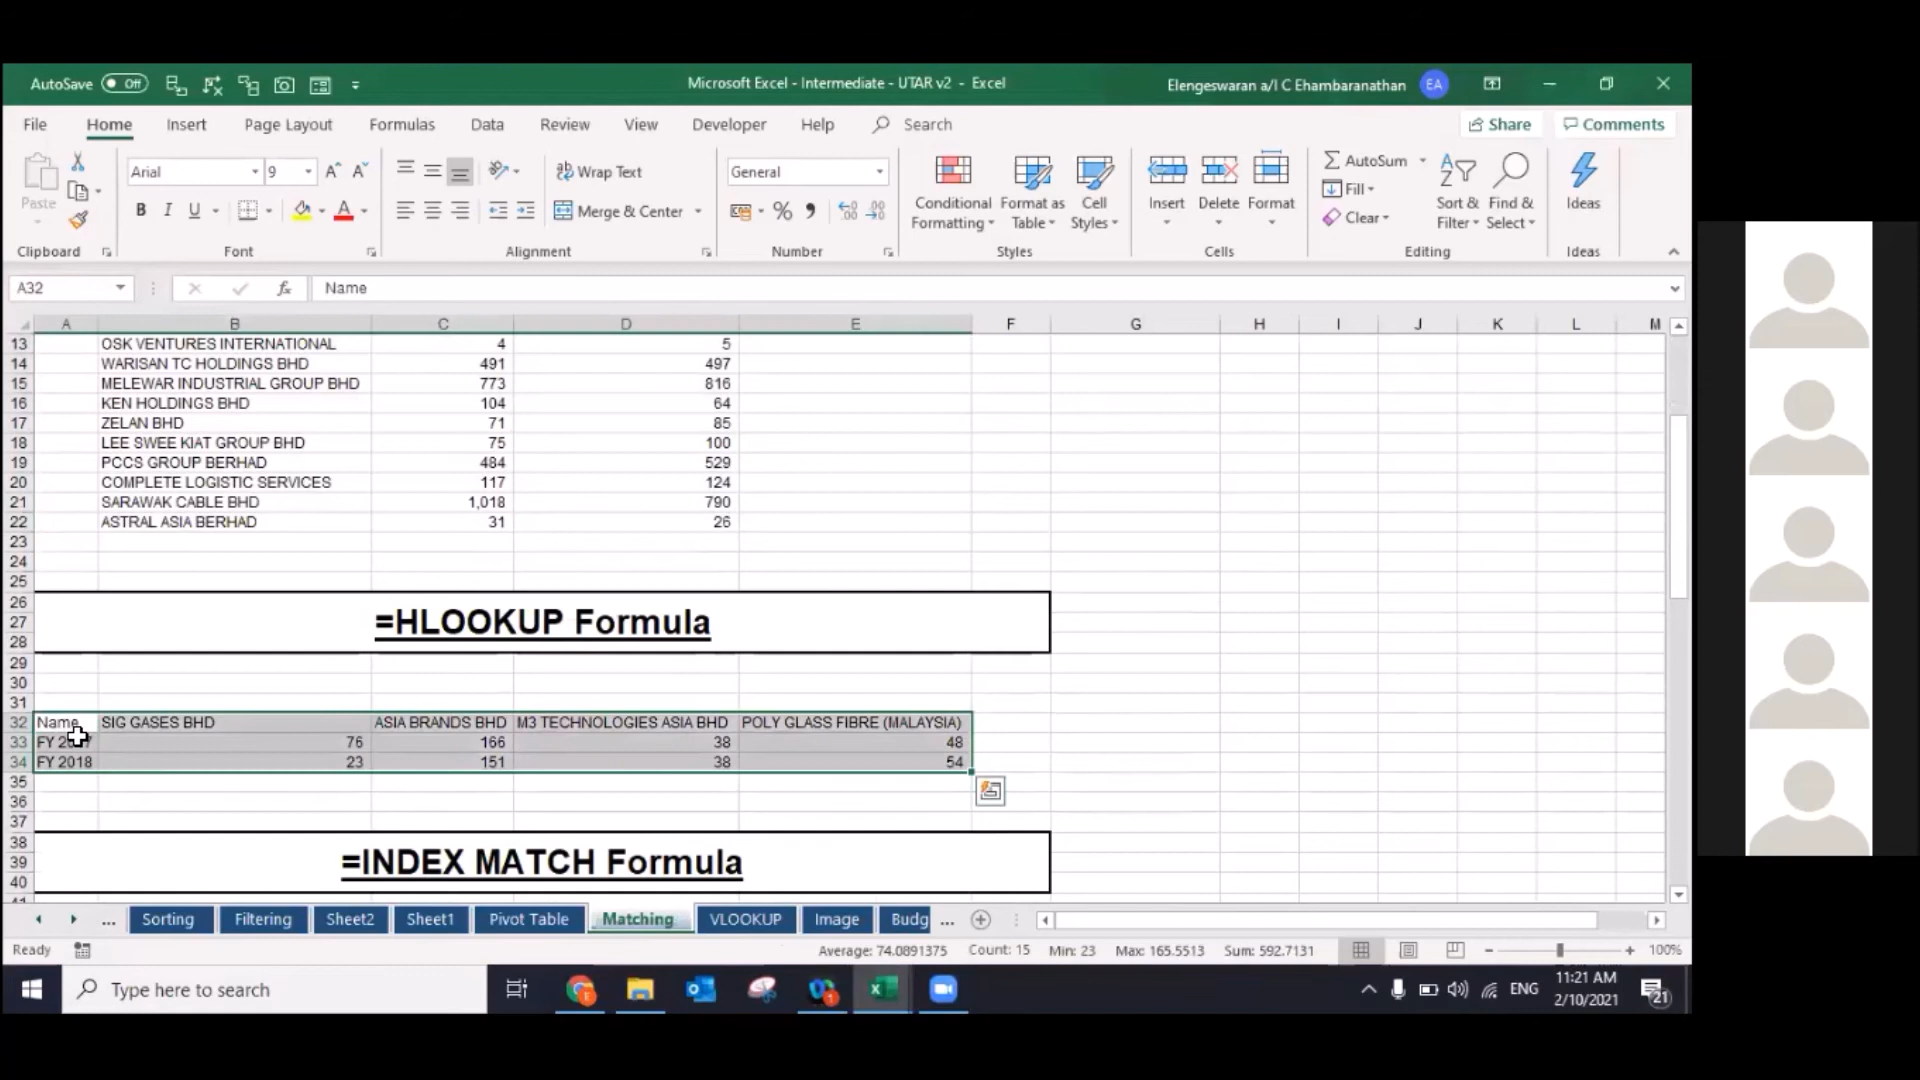 AutoSave Off
Microsoft Excel - Intermediate - UTAR v2 - Excel
Elengeswaran a/l C Ehambaranathan EA
File Home Insert Page Layout Formulas Data Review View Developer Help Search
Share Comments
Paste
Arial 9
B I U A
Wrap Text
Merge & Center
General
Conditional Formatting
Format as Table
Cell Styles
Insert Delete Format
AutoSum
Fill
Clear
Sort & Filter
Find & Select
Ideas
Clipboard Font Alignment Number Styles Cells Editing Ideas
A32 fx Name
A B C D E F G H I J K L M
13 OSK VENTURES INTERNATIONAL 4 5
14 WARISAN TC HOLDINGS BHD 491 497
15 MELEWAR INDUSTRIAL GROUP BHD 773 816
16 KEN HOLDINGS BHD 104 64
17 ZELAN BHD 71 85
18 LEE SWEE KIAT GROUP BHD 75 100
19 PCCS GROUP BERHAD 484 529
20 COMPLETE LOGISTIC SERVICES 117 124
21 SARAWAK CABLE BHD 1,018 790
22 ASTRAL ASIA BERHAD 31 26
23
24
25
26
27 =HLOOKUP Formula
28
29
30
31
32 Name SIG GASES BHD ASIA BRANDS BHD M3 TECHNOLOGIES ASIA BHD POLY GLASS FIBRE (MALAYSIA)
33 FY 76 166 38 48
34 FY 2018 23 151 38 54
35
36
37
38
39 =INDEX MATCH Formula
40
... Sorting Filtering Sheet2 Sheet1 Pivot Table Matching VLOOKUP Image Budg ...
Ready Average: 74.0891375 Count: 15 Min: 23 Max: 165.5513 Sum: 592.7131 100%
Type here to search
ENG
11:21 AM
2/10/2021
21